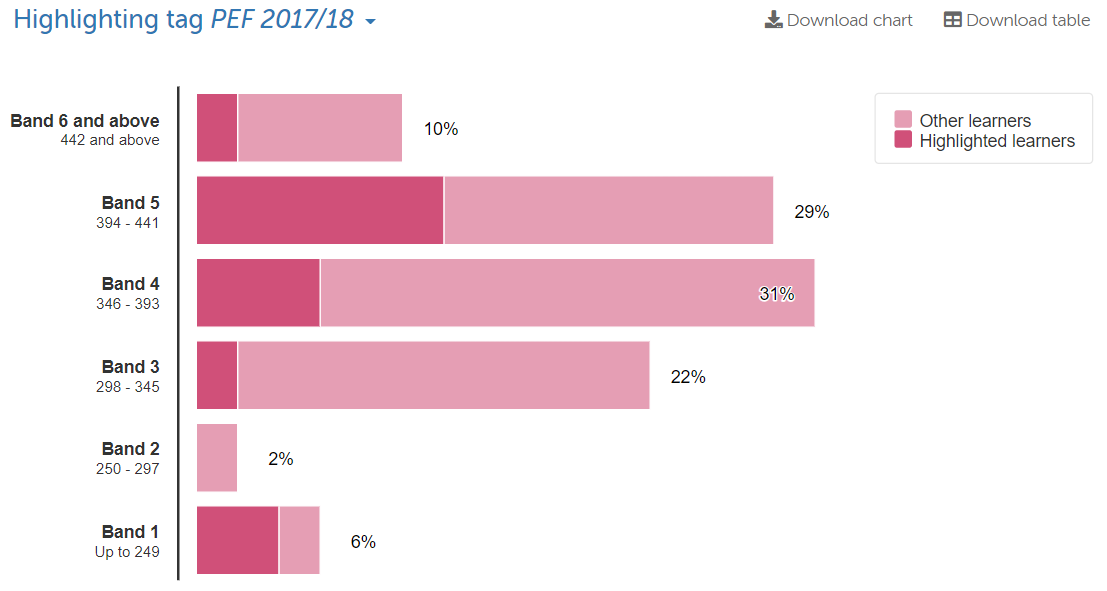 Highlighting tag PEF 2017/18
Download chart
Download table
Band 6 and above
442 and above
10%
Other learners
Highlighted learners
Band 5
394 - 441
29%
Band 4
346 - 393
31%
Band 3
298 - 345
22%
Band 2
250 - 297
2%
Band 1
Up to 249
6%